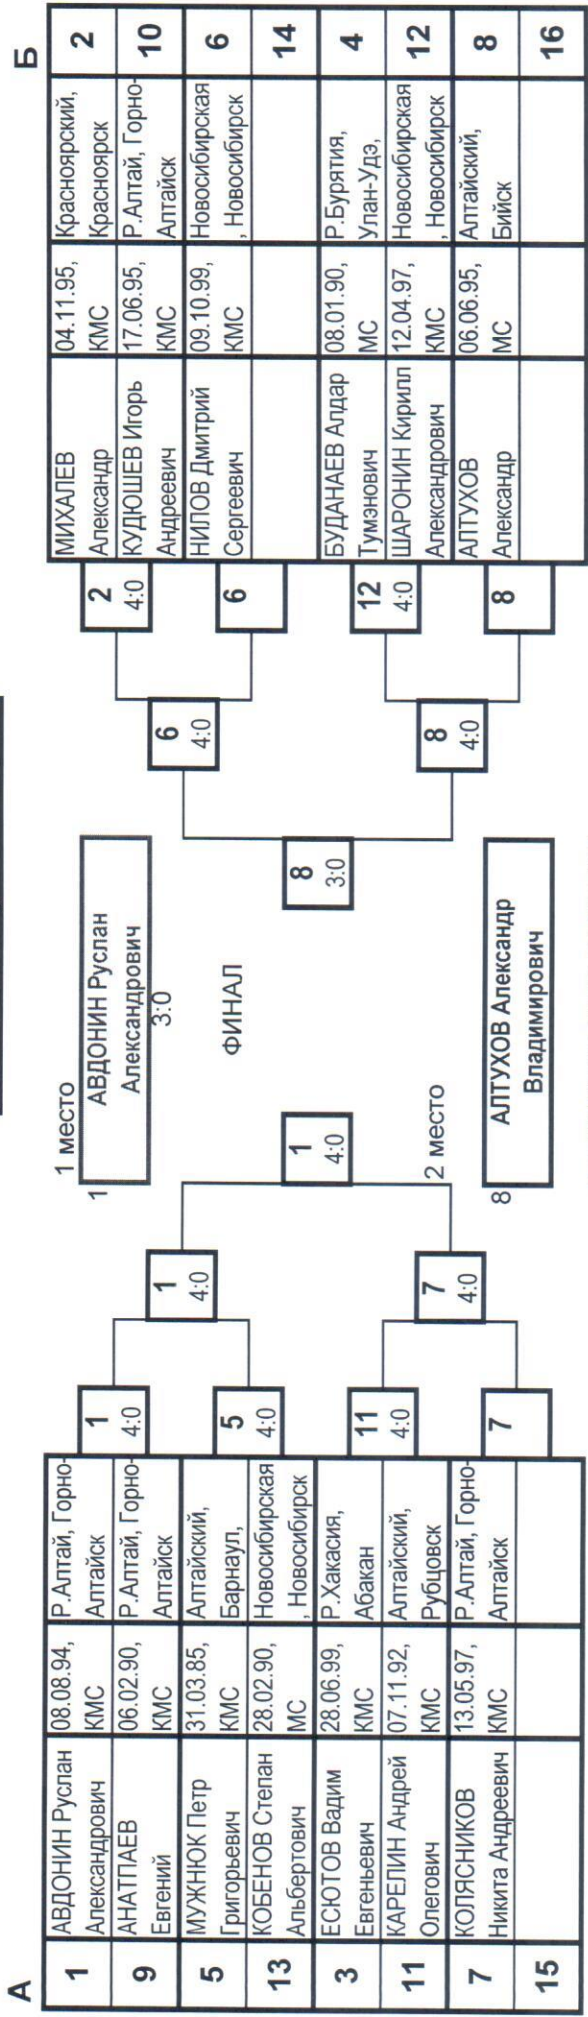 А
1
АВДОНИН Руслан
Александрович
08.08.94,
КМС
Р.Алтай, Горно-
Алтайск
9
АНАТПАЕВ
Евгений
06.02.90,
КМС
Р.Алтай, Горно-
Алтайск
5
МУЖНЮК Петр
Григорьевич
31.03.85,
КМС
Алтайский,
Барнаул,
13
КОБЕНОВ Степан
Альбертович
28.02.90,
МС
Новосибирская
, Новосибирск
3
ЕСЮТОВ Вадим
Евгеньевич
28.06.99,
КМС
Р.Хакасия,
Абакан
11
КАРЕЛИН Андрей
Олегович
07.11.92,
КМС
Алтайский,
Рубцовск
7
КОЛЯСНИКОВ
Никита Андреевич
13.05.97,
КМС
Р.Алтай, Горно-
Алтайск
15
1
4:0
5
4:0
11
4:0
7
1
4:0
7
4:0
1
4:0
1 место
1
АВДОНИН Руслан
Александрович
3:0
ФИНАЛ
2 место
8
АЛТУХОВ Александр
Владимирович
8
3:0
6
4:0
8
4:0
2
4:0
6
12
4:0
8
Б
МИХАЛЕВ
Александр
04.11.95,
КМС
Красноярский,
Красноярск
2
КУДЮШЕВ Игорь
Андреевич
17.06.95,
КМС
Р.Алтай, Горно-
Алтайск
10
НИЛОВ Дмитрий
Сергеевич
09.10.99,
КМС
Новосибирская
, Новосибирск
6
14
БУДАНАЕВ Алдар
Тумэнович
08.01.90,
МС
Р.Бурятия,
Улан-Удэ,
4
ШАРОНИН Кирилл
Александрович
12.04.97,
КМС
Новосибирская
, Новосибирск
12
АЛТУХОВ
Александр
06.06.95,
МС
Алтайский,
Бийск
8
16